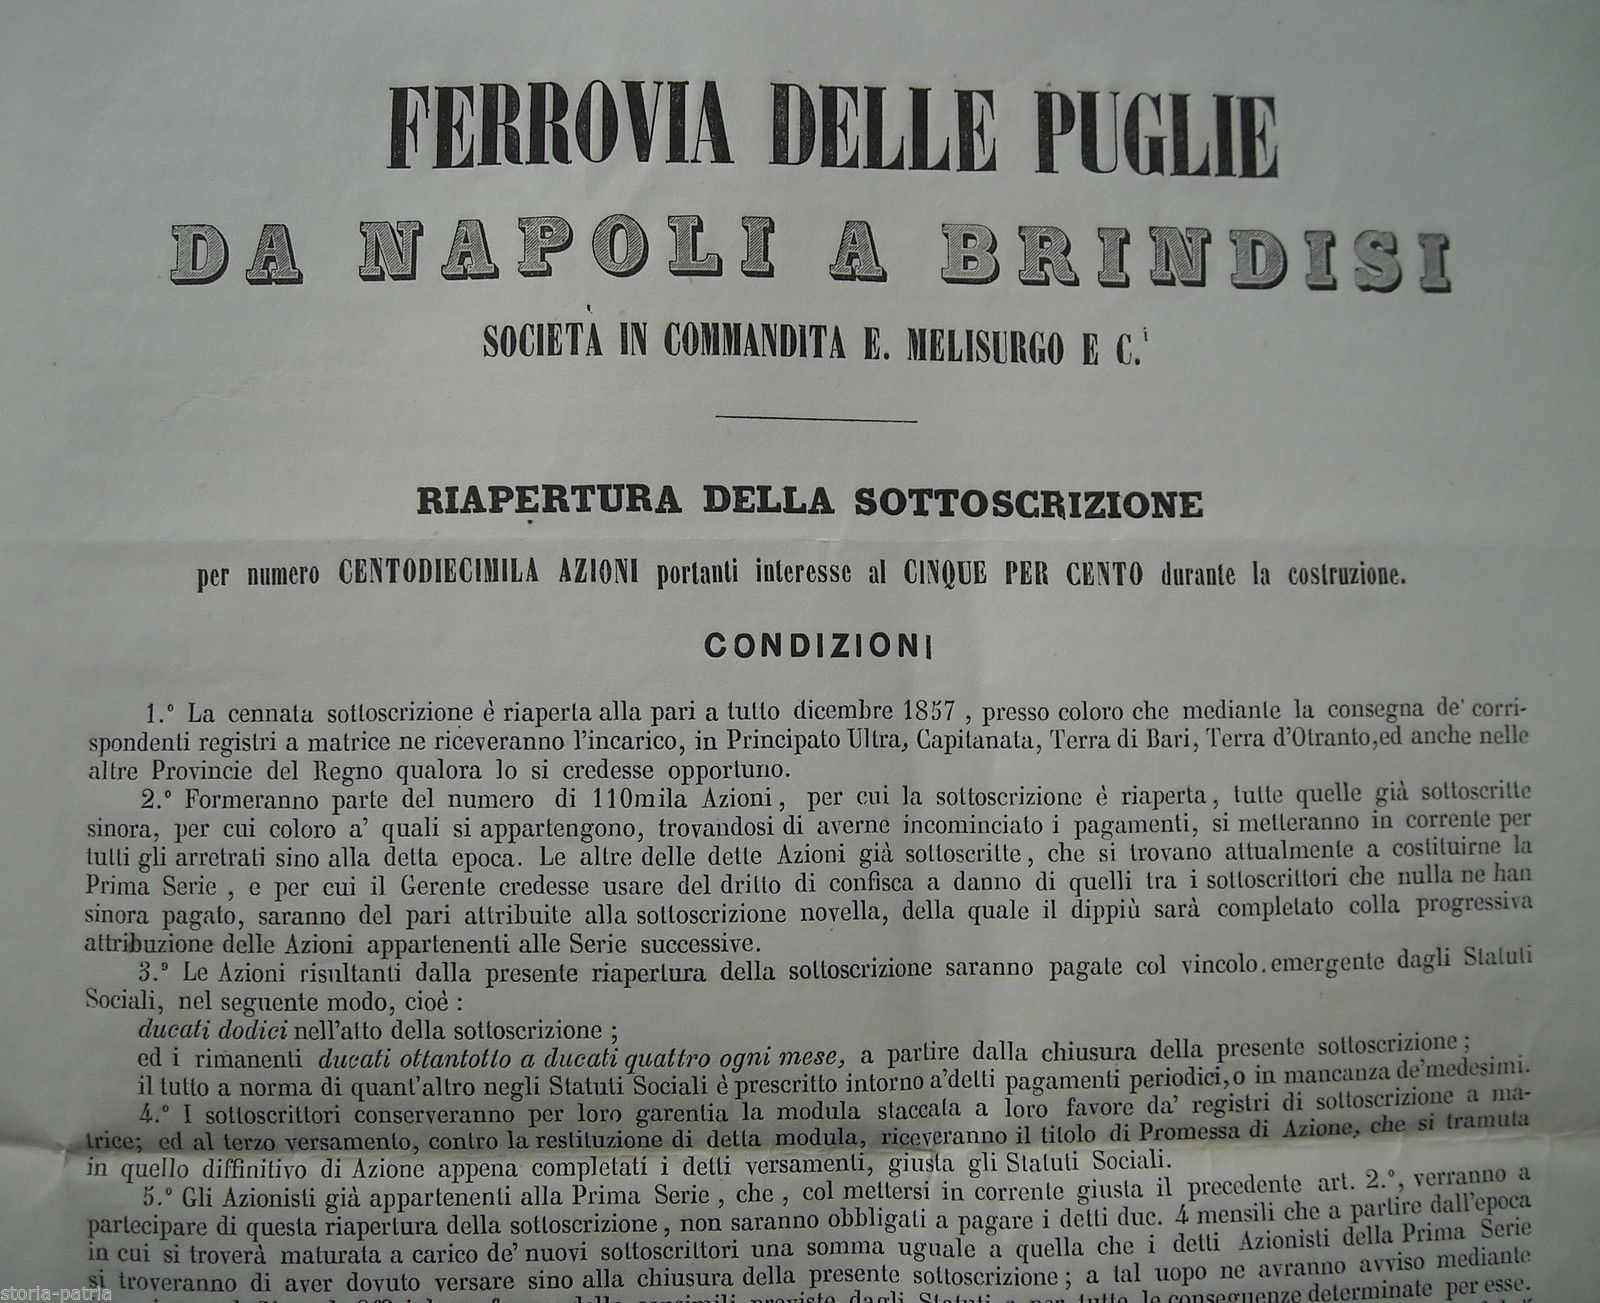 FERROVIA DELLE PUGLIE
DA NAPOLI A BRINDISI
SOCIETÀ IN COMMANDITA E. MELISURGO E C.i
RIAPERTURA DELLA SOTTOSCRIZIONE
per numero CENTODIECIMILA AZIONI portanti interesse al CINQUE PER CENTO durante la costruzione.
CONDIZIONI
1.° La cennata sottoscrizione è riaperta alla pari a tutto dicembre 1857, presso coloro che mediante la consegna de' corri-
spondenti registri a matrice ne riceveranno l'incarico, in Principato Ultra, Capitanata, Terra di Bari, Terra d'Otranto, ed anche nelle
altre Provincie del Regno qualora lo si credesse opportuno.
2.° Formeranno parte del numero di 110mila Azioni, per cui la sottoscrizione è riaperta, tutte quelle già sottoscritte
sinora, per cui coloro a' quali si appartengono, trovandosi di averne incominciato i pagamenti, si metteranno in corrente per
tutti gli arretrati sino alla detta epoca. Le altre delle dette Azioni già sottoscritte, che si trovano attualmente a costituirne la
Prima Serie, e per cui il Gerente credesse usare del dritto di confisca a danno di quelli tra i sottoscrittori che nulla ne han
sinora pagato, saranno del pari attribuite alla sottoscrizione novella, della quale il dippiù sarà completato colla progressiva
attribuzione delle Azioni appartenenti alle Serie successive.
3.° Le Azioni risultanti dalla presente riapertura della sottoscrizione saranno pagate col vincolo.emergente dagli Statuti
Sociali, nel seguente modo, cioè :
ducati dodici nell'atto della sottoscrizione ;
ed i rimanenti ducati ottantotto a ducati quattro ogni mese, a partire dalla chiusura della presente sottoscrizione ;
il tutto a norma di quant'altro negli Statuti Sociali è prescritto intorno a'detti pagamenti periodici, o in mancanza de'medesimi.
4.° I sottoscrittori conserveranno per loro garentia la modula staccata a loro favore da' registri di sottoscrizione a ma-
trice; ed al terzo versamento, contro la restituzione di detta modula, riceveranno il titolo di Promessa di Azione, che si tramuta
in quello diffinitivo di Azione appena completati i detti versamenti, giusta gli Statuti Sociali.
5.° Gli Azionisti già appartenenti alla Prima Serie, che, col mettersi in corrente giusta il precedente art. 2.°, verranno a
partecipare di questa riapertura della sottoscrizione, non saranno obbligati a pagare i detti duc. 4 mensili che a partire dall'epoca
in cui si troverà maturata a carico de' nuovi sottoscrittori una somma uguale a quella che i detti Azionisti della Prima Serie
si troveranno di aver dovuto versare sino alla chiusura della presente sottoscrizione ; a tal uopo ne avranno avviso mediante
previste dagli Statuti e per tutte le conseguenze determinate per esse.
storia-patria